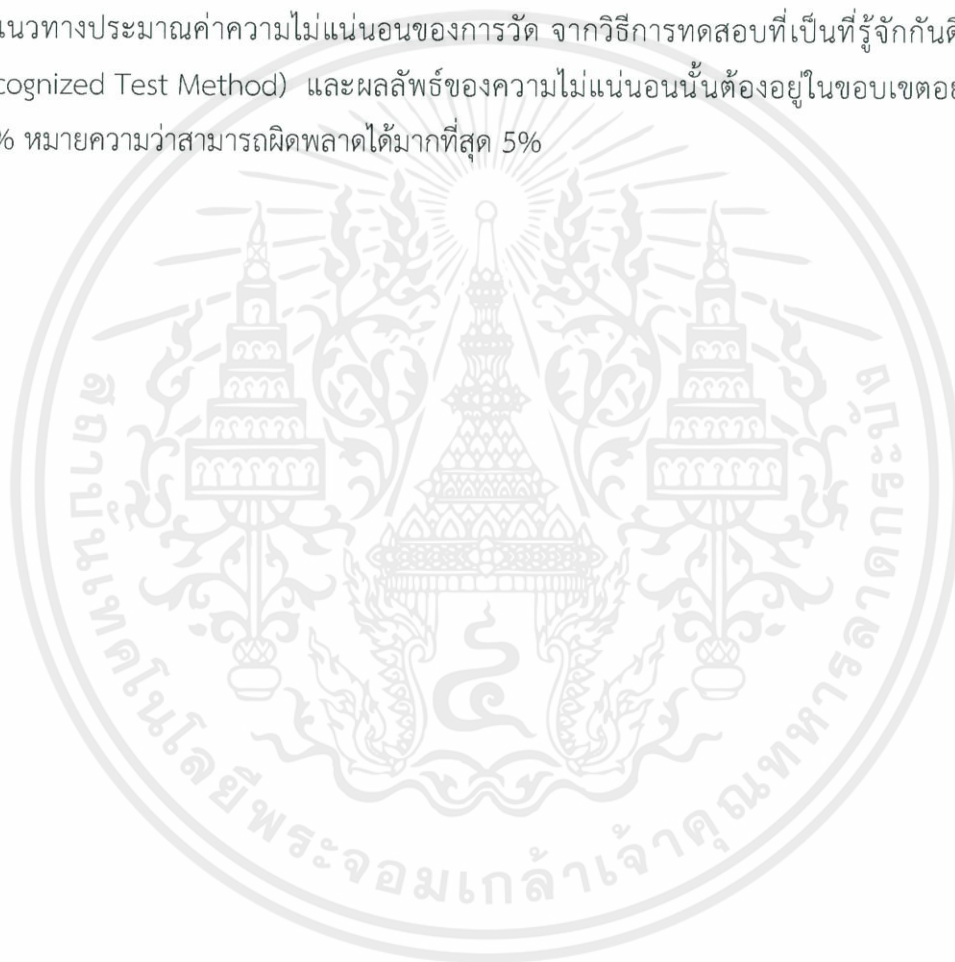 แนวทางประมาณค่าความไม่แน่นอนของการวัด จากวิธีการทดสอบที่เป็นที่รู้จักกันดี
cognized Test Method) และผลลัพธ์ของความไม่แน่นอนนั้นต้องอยู่ในขอบเขต
% หมายความว่าสามารถผิดพลาดได้มากที่สุด 5%
สถาบันเทคโนโลยีพระจอมเกล้าเจ้าคุณทหารลาดกระบัง